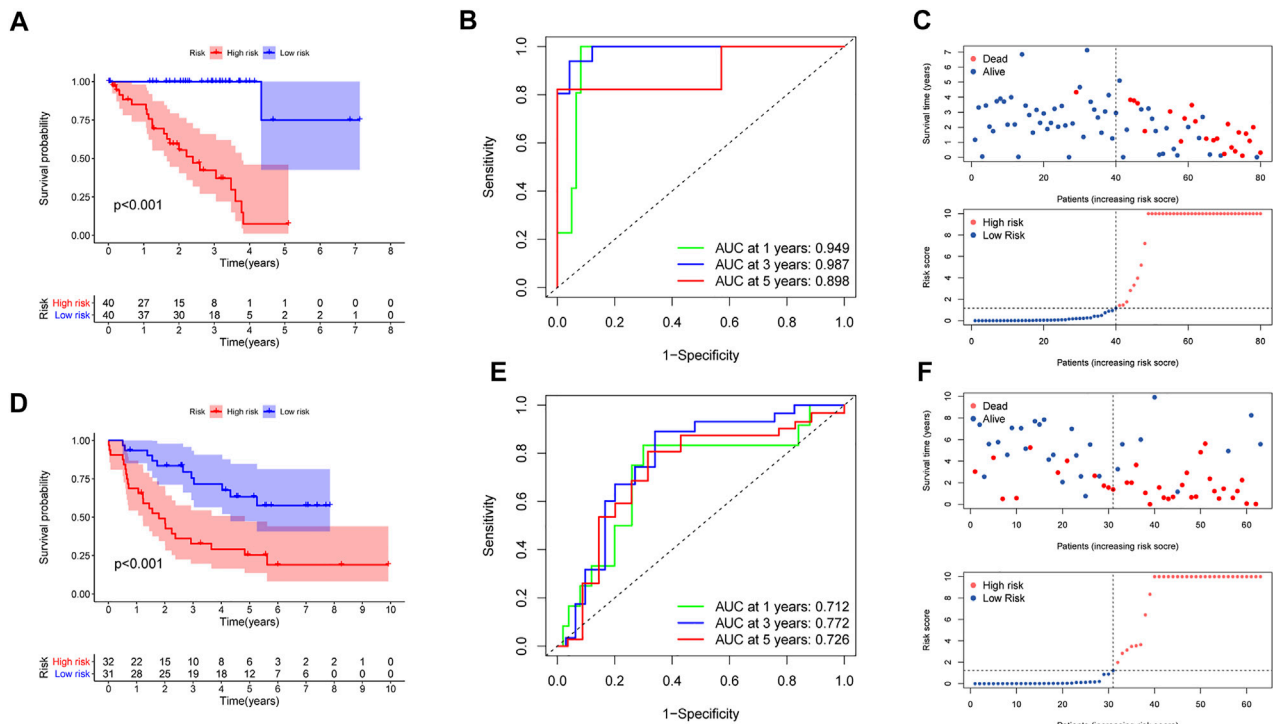 A
Risk High risk Low risk
Survival probability
1.00
0.75
0.50
0.25
0.00
p<0.001
0 1 2 3 4 5 6 7 8
Time(years)
Risk
High risk 40 27 15 8 1 1 0 0 0
Low risk 40 37 30 18 5 2 2 1 0
0 1 2 3 4 5 6 7 8
Time(years)
B
Sensitivity
1.0
0.8
0.6
0.4
0.2
0.0
AUC at 1 years: 0.949
AUC at 3 years: 0.987
AUC at 5 years: 0.898
0.0 0.2 0.4 0.6 0.8 1.0
1−Specificity
C
Survival time (years)
7
6
5
4
3
2
1
0
Dead
Alive
0 20 40 60 80
Patients (increasing risk socre)
Risk score
10
8
6
4
2
0
High risk
Low Risk
0 20 40 60 80
Patients (increasing risk socre)
D
Risk High risk Low risk
Survival probability
1.00
0.75
0.50
0.25
0.00
p<0.001
0 1 2 3 4 5 6 7 8 9 10
Time(years)
Risk
High risk 32 22 15 10 8 6 3 2 2 1 0
Low risk 31 28 25 19 18 12 7 6 0 0 0
0 1 2 3 4 5 6 7 8 9 10
Time(years)
E
Sensitivity
1.0
0.8
0.6
0.4
0.2
0.0
AUC at 1 years: 0.712
AUC at 3 years: 0.772
AUC at 5 years: 0.726
0.0 0.2 0.4 0.6 0.8 1.0
1−Specificity
F
Survival time (years)
10
8
6
4
2
0
Dead
Alive
0 10 20 30 40 50 60
Patients (increasing risk socre)
Risk score
10
8
6
4
2
0
High risk
Low Risk
0 10 20 30 40 50 60
Patients (increasing risk socre)